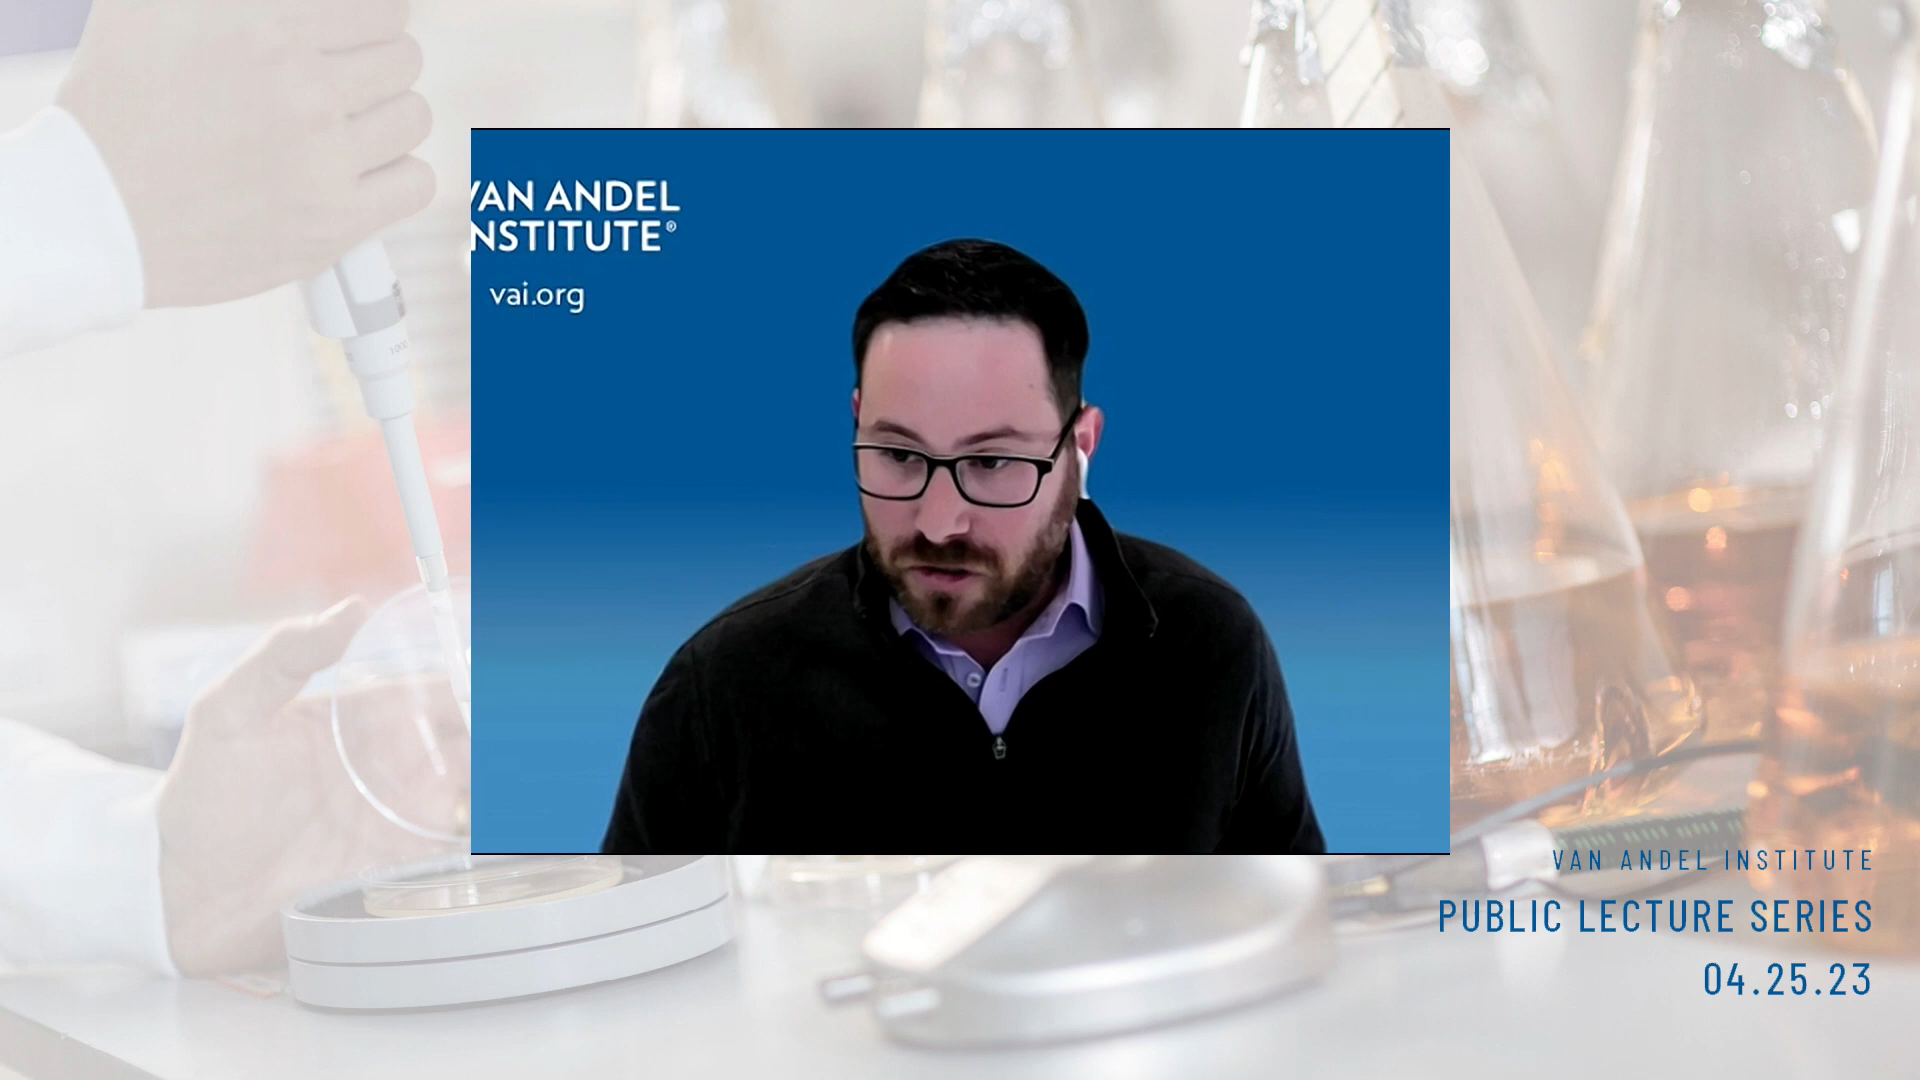 VAN ANDEL
INSTITUTE®
vai.org
VAN ANDEL INSTITUTE
PUBLIC LECTURE SERIES
04.25.23